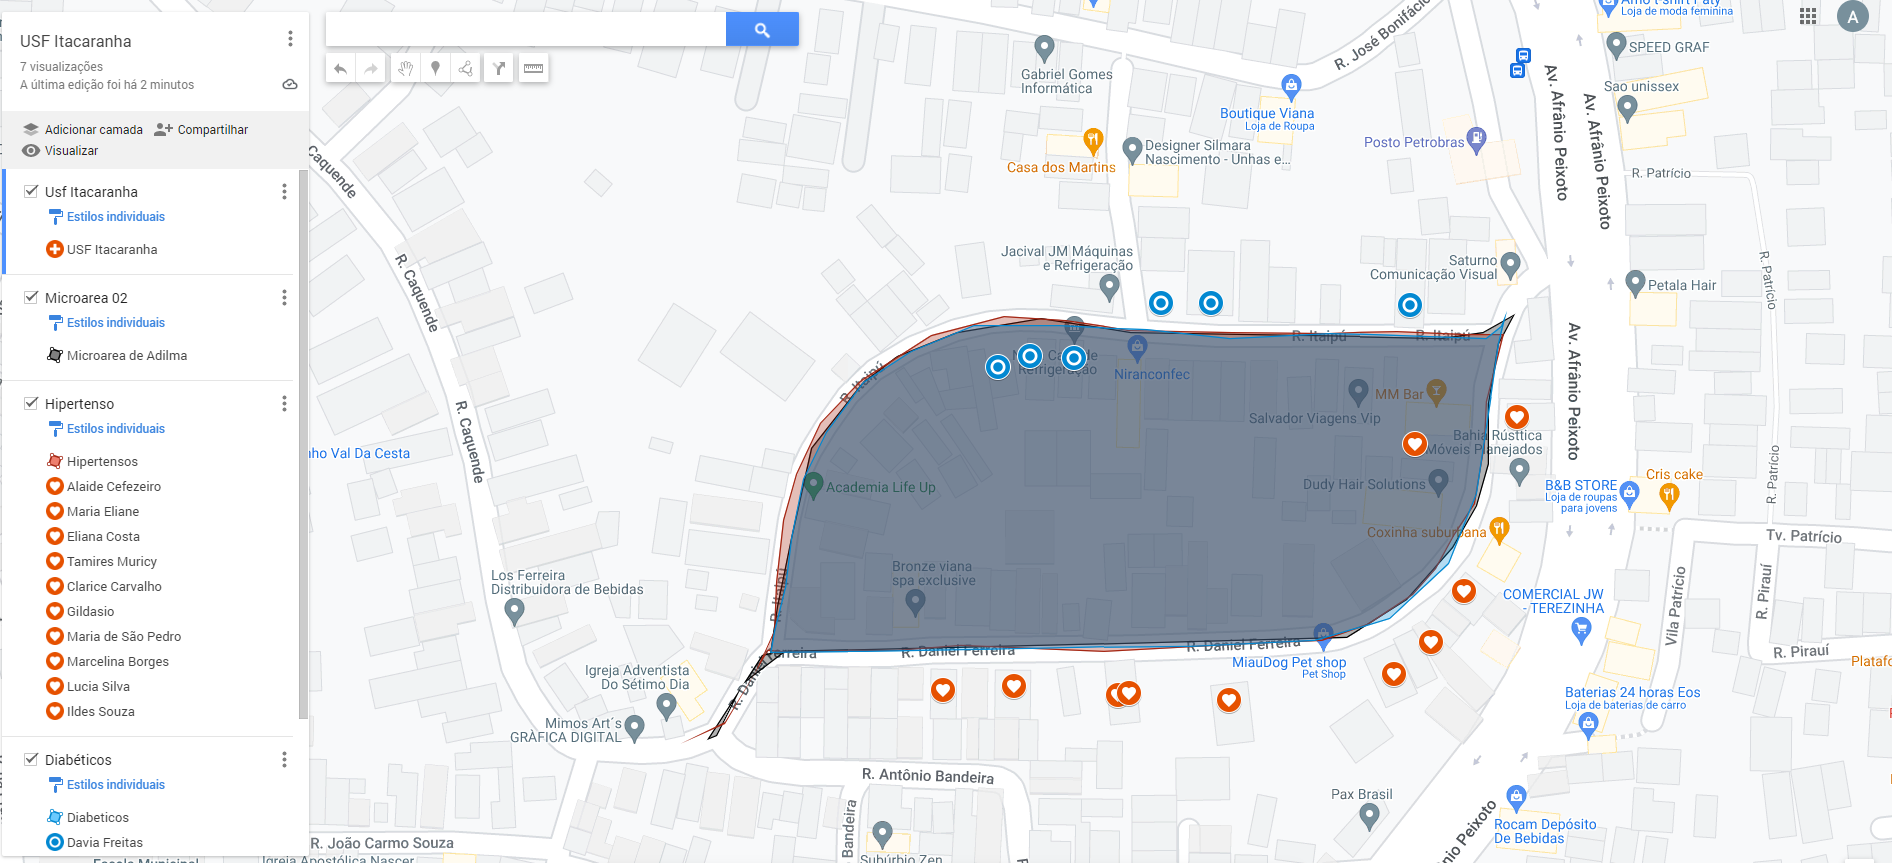 USF Itacaranha
7 visualizações
A última edição foi há 2 minutos
Adicionar camada
Compartilhar
Visualizar
Usf Itacaranha
Estilos individuais
USF Itacaranha
Microarea 02
Estilos individuais
Microarea de Adilma
Hipertenso
Estilos individuais
Hipertensos
Alaide Cefezeiro
Maria Eliane
Eliana Costa
Tamires Muricy
Clarice Carvalho
Gildasio
Maria de São Pedro
Marcelina Borges
Lucia Silva
Ildes Souza
Diabéticos
Estilos individuais
Diabeticos
Davia Freitas
A
Loja de moda feminina
R. José Bonifácio
SPEED GRAF
Gabriel Gomes
Informática
Av. Afrânio Peixoto
Av. Afrânio Peixoto
Sao unissex
Boutique Viana
Loja de Roupa
Posto Petrobras
Designer Silmara
Nascimento - Unhas e...
Casa dos Martins
Caquende
R. Patrício
R. Caquende
Jacival JM Máquinas
e Refrigeração
Saturno
Comunicação Visual
Petala Hair
R. Patrício
R. Itaipú
R. Itaipú
Refrigeração
Niranconfec
R. Itaipú
MM Bar
Salvador Viagens Vip
Av. Afrânio Peixoto
R. Caquende
Bahia Rústtica
Móveis Planejados
nho Val Da Cesta
Academia Life Up
Dudy Hair Solutions
B&B STORE
Loja de roupas
para jovens
Cris cake
R. Patrício
Coxinha suburbana
Tv. Patrício
Bronze viana
spa exclusive
Los Ferreira
Distribuidora de Bebidas
R. Itaipú
COMERCIAL JW
- TEREZINHA
Vila Patrício
R. Pirauí
R. Daniel Ferreira
R. Daniel Ferreira
R. Daniel Ferreira
MiauDog Pet shop
Pet Shop
R. Pirauí
Plataf
Igreja Adventista
Do Sétimo Dia
Mimos Art´s
GRÁFICA DIGITAL
Baterias 24 horas Eos
Loja de baterias de carro
R. Antônio Bandeira
Pax Brasil
Bandeira
R. João Carmo Souza
Rocam Depósito
De Bebidas
nio Peixoto
Escola Municipal
Igreja Apostólica Nascer
Subúrbio Zen